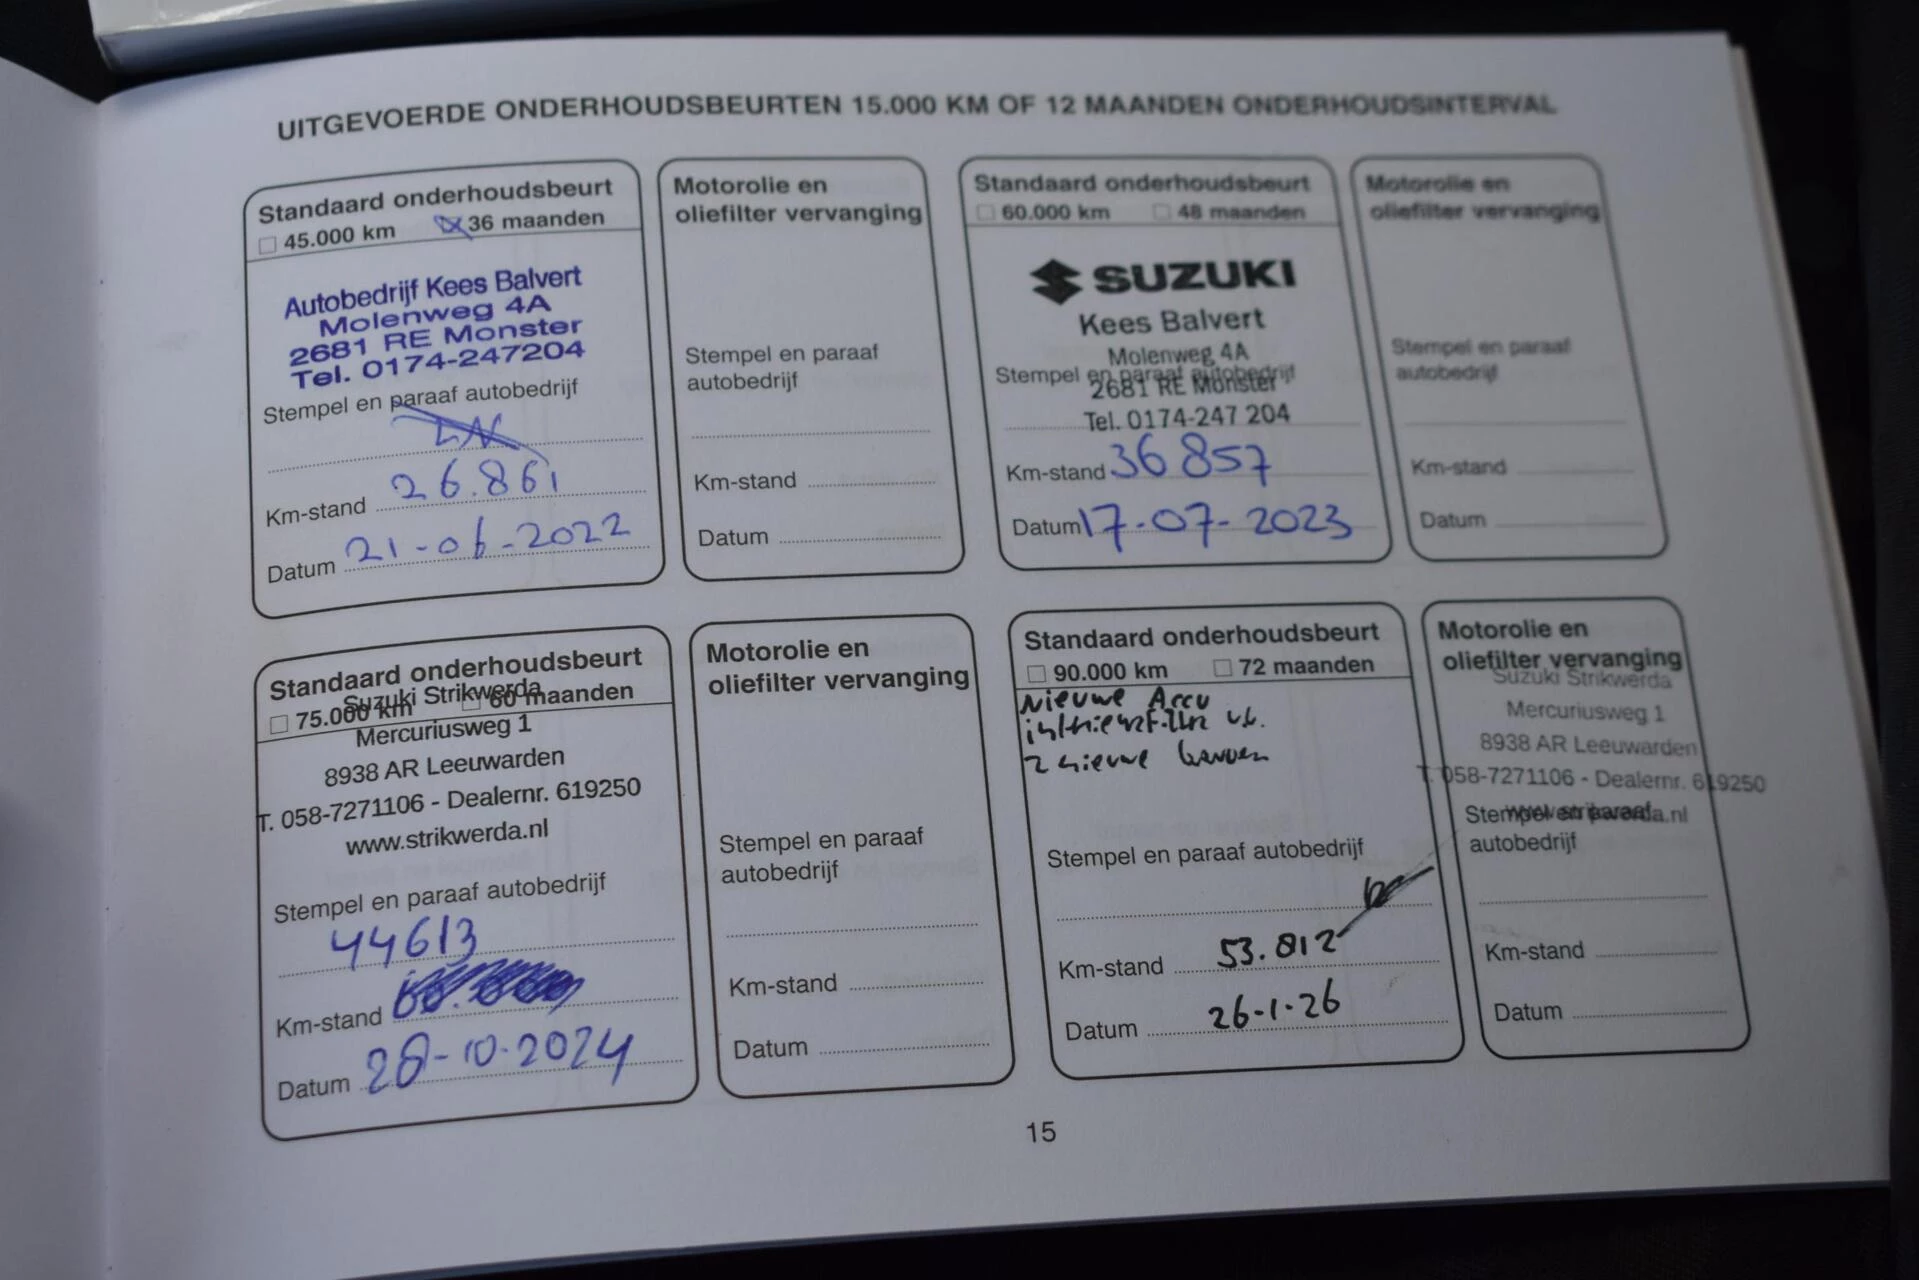 UITGEVOERDE ONDERHOUDSBEURTEN 15.000 KM OF 12 MAANDEN ONDERHOUDSINTERVAL
Standaard onderhoudsbeurt
45.000 km 36 maanden
Autobedrijf Kees Balvert
Molenweg 4A
2681 RE Monster
Tel. 0174-247204
Stempel en paraaf autobedrijf
Km-stand 26.861
Datum 21-06-2022
Motorolie en
oliefilter vervanging
Stempel en paraaf
autobedrijf
Km-stand
Datum
Standaard onderhoudsbeurt
60.000 km 48 maanden
SUZUKI
Kees Balvert
Molenweg 4A
Stempel en paraaf autobedrijf
2681 RE Monster
Tel. 0174-247 204
Km-stand 36857
Datum 17-07-2023
Motorolie en
oliefilter vervanging
Stempel en paraaf
autobedrijf
Km-stand
Datum
Standaard onderhoudsbeurt
75.000 km 60 maanden
Suzuki Strikwerda
Mercuriusweg 1
8938 AR Leeuwarden
T. 058-7271106 - Dealernr. 619250
www.strikwerda.nl
Stempel en paraaf autobedrijf
44613
Km-stand
Datum 28-10-2024
Motorolie en
oliefilter vervanging
Stempel en paraaf
autobedrijf
Km-stand
Datum
Standaard onderhoudsbeurt
90.000 km 72 maanden
Nieuwe Accu
2 nieuwe
Stempel en paraaf autobedrijf
Km-stand 53.812
Datum 26-1-26
Motorolie en
oliefilter vervanging
Suzuki Strikwerda
Mercuriusweg 1
8938 AR Leeuwarden
T. 058-7271106 - Dealernr. 619250
www.strikwerda.nl
Stempel en paraaf
autobedrijf
Km-stand
Datum
15